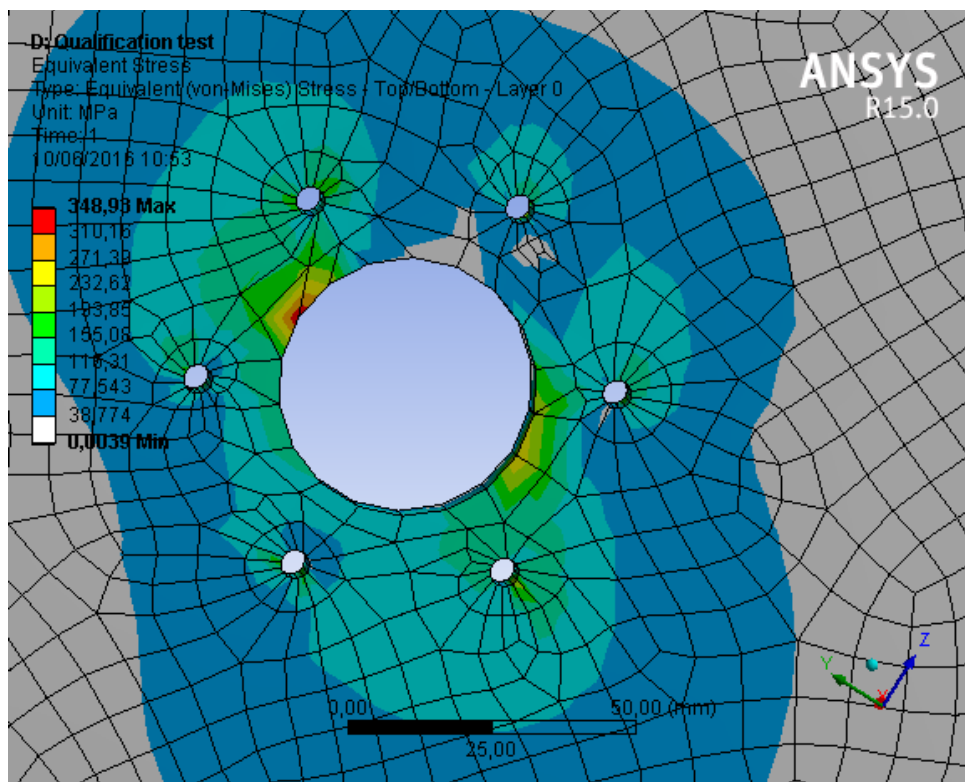 D: Qualification test
Equivalent Stress
Type: Equivalent (von-Mises) Stress - Top/Bottom - Layer 0
Unit: MPa
Time: 1
10/06/2016 10:53
ANSYS
R15.0
348,93 Max
310,16
271,39
232,61
193,85
155,08
116,31
77,543
38,774
0,0039 Min
0,00
50,00 (mm)
25,00
Y
Z
X